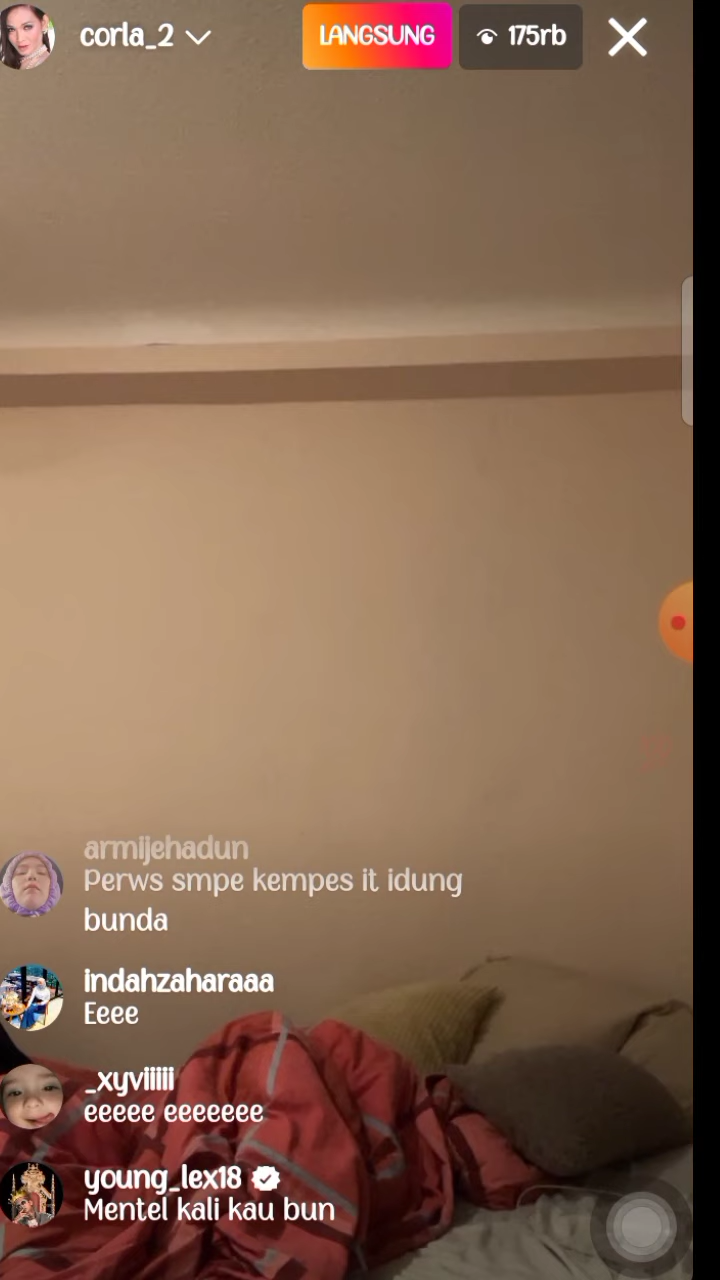 corla_2
LANGSUNG
175rb
armijehadun
Perws smpe kempes it idung
bunda
indahzaharaaa
Eeee
_xyviiiii
eeeee eeeeeee
young_lex18
Mentel kali kau bun